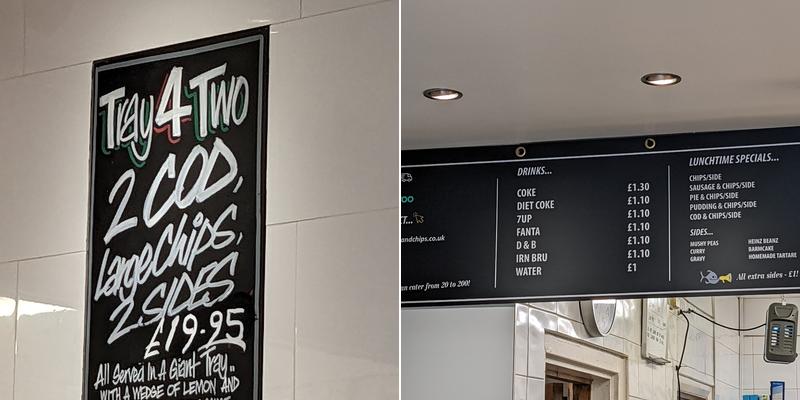 Tray 4 Two
2 COD,
Large Chips,
2 SIDES
£19.95
All Served In A Giant Tray..
WITH A WEDGE OF LEMON AND
andchips.co.uk
an cater from 20 to 200!
DRINKS...
COKE £1.30
DIET COKE £1.10
7UP £1.10
FANTA £1.10
D & B £1.10
IRN BRU £1.10
WATER £1
LUNCHTIME SPECIALS...
CHIPS/SIDE
SAUSAGE & CHIPS/SIDE
PIE & CHIPS/SIDE
PUDDING & CHIPS/SIDE
COD & CHIPS/SIDE
SIDES...
MUSHY PEAS HEINZ BEANZ
CURRY BARMCAKE
GRAVY HOMEMADE TARTARE
All extra sides - £1!